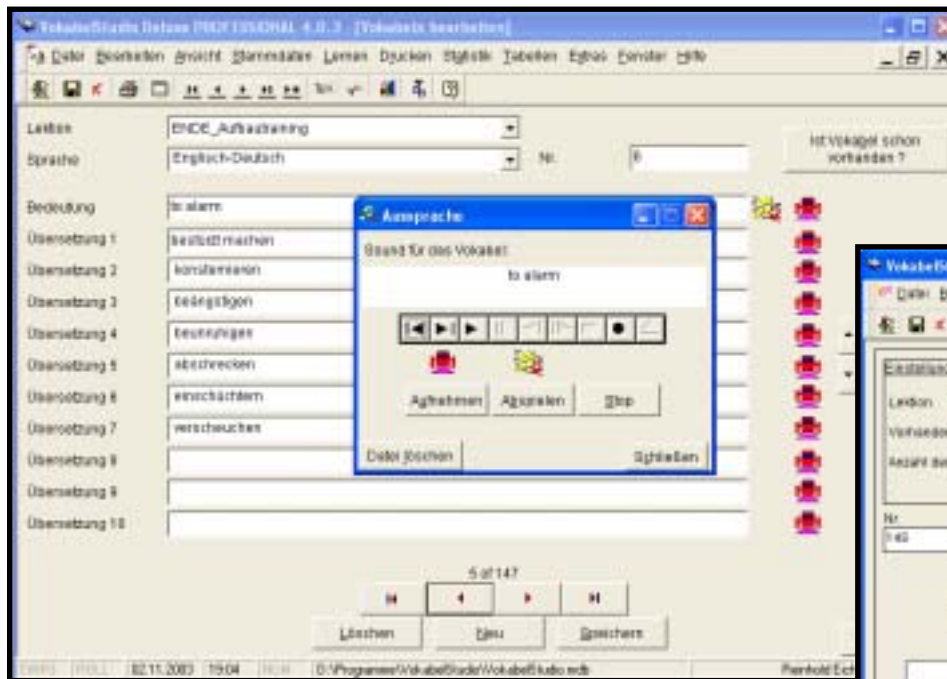 VokabelStudio Deluxe PROFESSIONAL 4.0.3 - [Vokabeln bearbeiten]
Datei Bearbeiten Ansicht Stammdaten Lernen Drucken Statistik Tabellen Extras Fenster Hilfe
Lektion ENDE_Aufbautraining
Sprache Englisch-Deutsch Nr. 6
Ist Vokabel schon
vorhanden ?
Bedeutung to alarm
Übersetzung 1 bestürzt machen
Übersetzung 2 konsternieren
Übersetzung 3 beängstigen
Übersetzung 4 beunruhigen
Übersetzung 5 abschrecken
Übersetzung 6 einschüchtern
Übersetzung 7 verscheuchen
Übersetzung 8
Übersetzung 9
Übersetzung 10
Aussprache
Sound für das Vokabel:
to alarm
Aufnehmen Abspielen Stop
Datei löschen Schließen
5 of 147
Löschen Neu Speichern
02.11.2003 19:04 D:\Programme\VokabelStudio\VokabelStudio.mdb Reinhold
Datei
Lektion
Nr